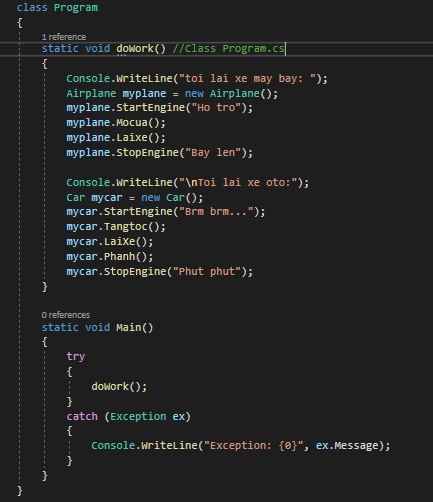 class Program
{
1 reference
static void doWork() //Class Program.cs
{
Console.WriteLine("toi lai xe may bay: ");
Airplane myplane = new Airplane();
myplane.StartEngine("Ho tro");
myplane.Mocua();
myplane.Laixe();
myplane.StopEngine("Bay len");
Console.WriteLine("\nToi lai xe oto:");
Car mycar = new Car();
mycar.StartEngine("Brm brm...");
mycar.Tangtoc();
mycar.LaiXe();
mycar.Phanh();
mycar.StopEngine("Phut phut");
}
0 references
static void Main()
{
try
{
doWork();
}
catch (Exception ex)
{
Console.WriteLine("Exception: {0}", ex.Message);
}
}
}